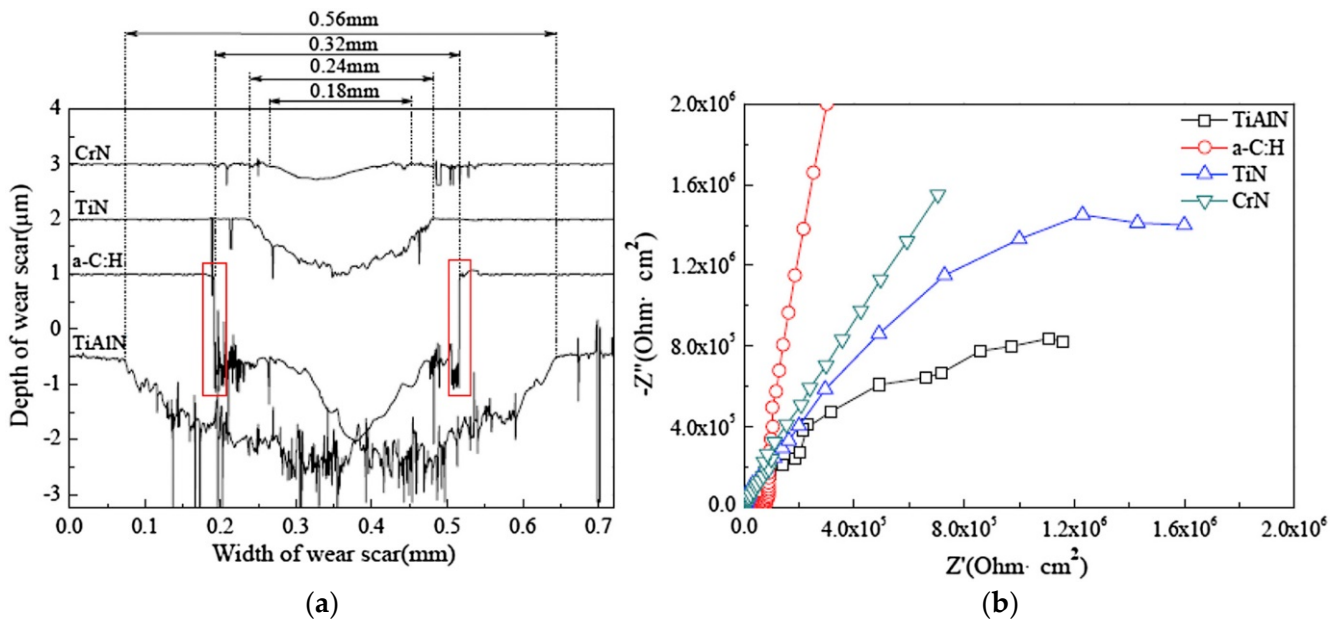 0.56mm
0.32mm
0.24mm
0.18mm
4
3
2
1
0
-1
-2
-3
CrN
TiN
a-C:H
TiAlN
Depth of wear scar(μm)
0.0 0.1 0.2 0.3 0.4 0.5 0.6 0.7
Width of wear scar(mm)
(a)
2.0x10⁶
1.6x10⁶
1.2x10⁶
8.0x10⁵
4.0x10⁵
0.0
-Z"(Ohm· cm²)
TiAlN
a-C:H
TiN
CrN
0.0 4.0x10⁵ 8.0x10⁵ 1.2x10⁶ 1.6x10⁶ 2.0x10⁶
Z'(Ohm· cm²)
(b)